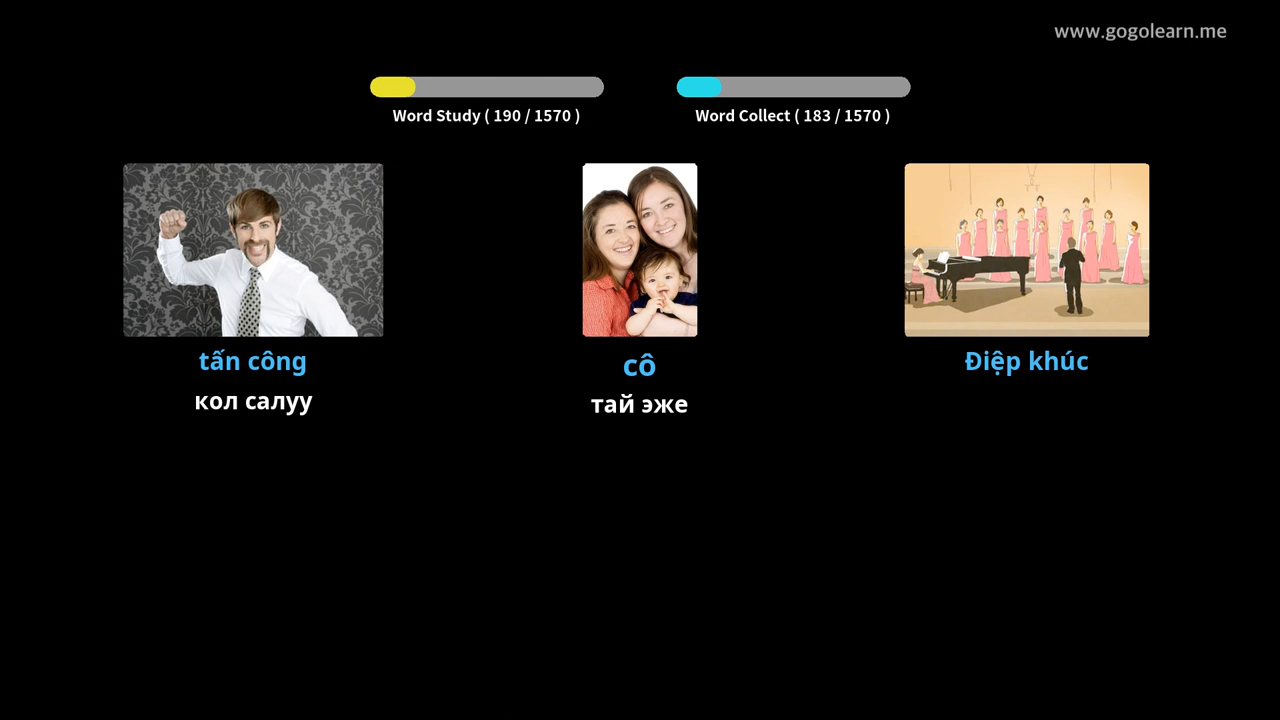 www.gogolearn.me
Word Study ( 190 / 1570 )
Word Collect ( 183 / 1570 )
tấn công
кол салуу
cô
тай эже
Điệp khúc